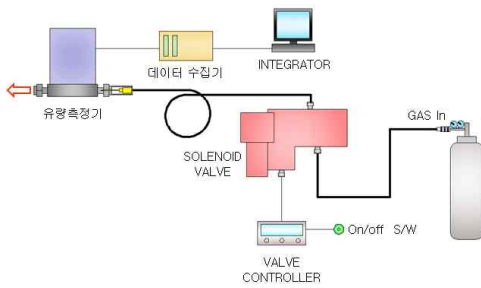 데이터 수집기
INTEGRATOR
유량측정기
GAS In
SOLENOID
VALVE
On/off S/W
VALVE
CONTROLLER